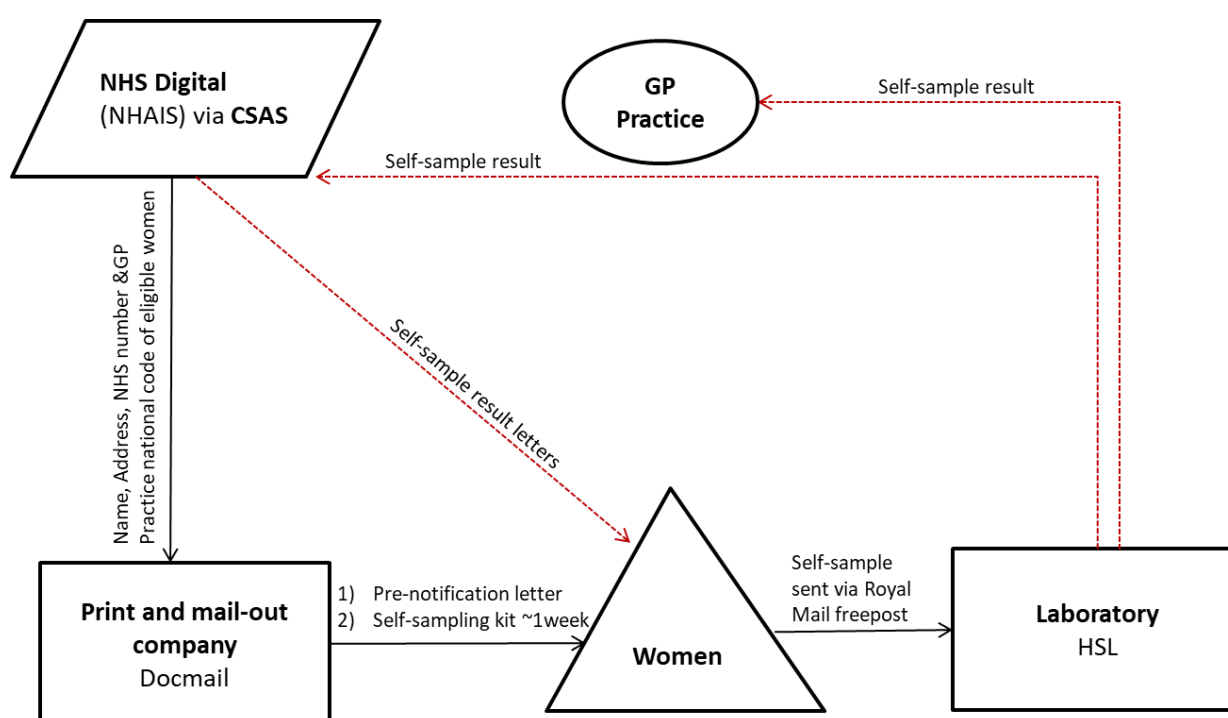 NHS Digital
(NHAIS) via CSAS
GP
Practice
Self-sample result
Self-sample result
Name, Address, NHS number &GP
Practice national code of eligible women
Self-sample result letters
Print and mail-out
company
Docmail
1) Pre-notification letter
2) Self-sampling kit ~1week
Women
Self-sample
sent via Royal
Mail freepost
Laboratory
HSL